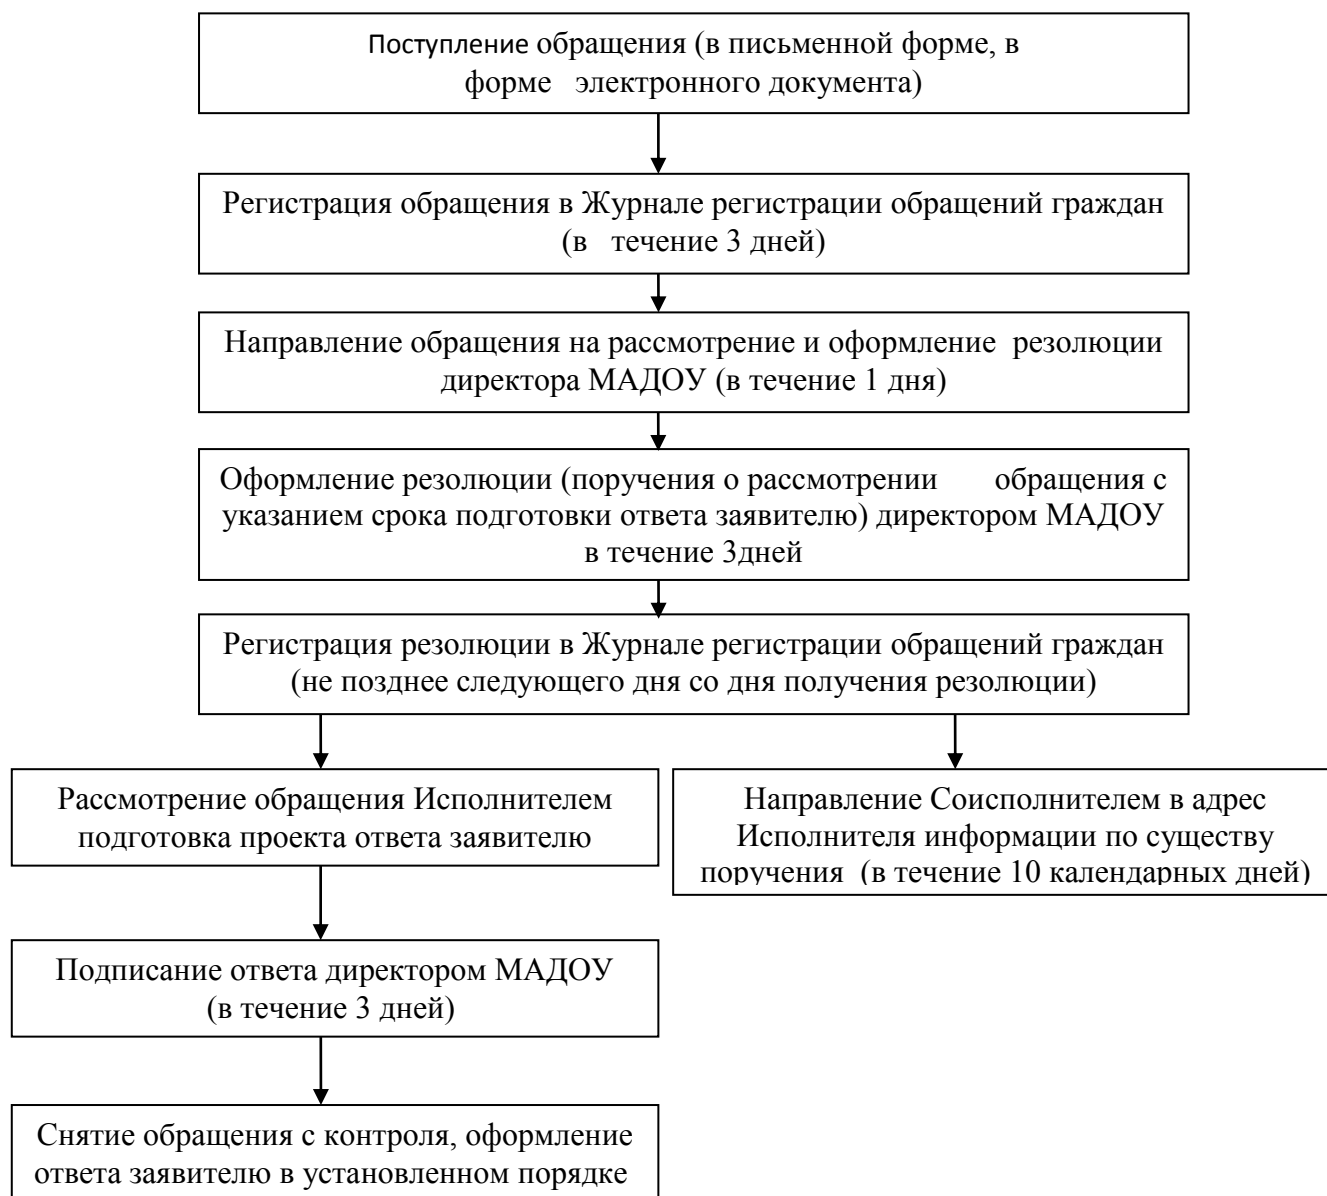 Поступление обращения (в письменной форме, в
форме электронного документа)
Регистрация обращения в Журнале регистрации обращений граждан
(в течение 3 дней)
Направление обращения на рассмотрение и оформление резолюции
директора МАДОУ (в течение 1 дня)
Оформление резолюции (поручения о рассмотрении обращения с
указанием срока подготовки ответа заявителю) директором МАДОУ
в течение 3дней
Регистрация резолюции в Журнале регистрации обращений граждан
(не позднее следующего дня со дня получения резолюции)
Рассмотрение обращения Исполнителем
подготовка проекта ответа заявителю
Направление Соисполнителем в адрес
Исполнителя информации по существу
поручения (в течение 10 календарных дней)
Подписание ответа директором МАДОУ
(в течение 3 дней)
Снятие обращения с контроля, оформление
ответа заявителю в установленном порядке